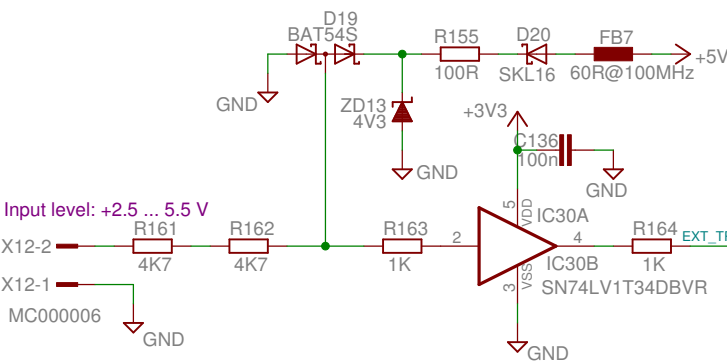 D19
BAT54S
GND
R155
100R
D20
SKL16
FB7
60R@100MHz
+5V
ZD13
4V3
GND
+3V3
C136
100n
GND
Input level: +2.5 ... 5.5 V
X12-2
R161
4K7
R162
4K7
R163
1K
2
5
VDD
IC30A
4
R164
1K
EXT_T
X12-1
MC000006
GND
3
VSS
IC30B
SN74LV1T34DBVR
GND